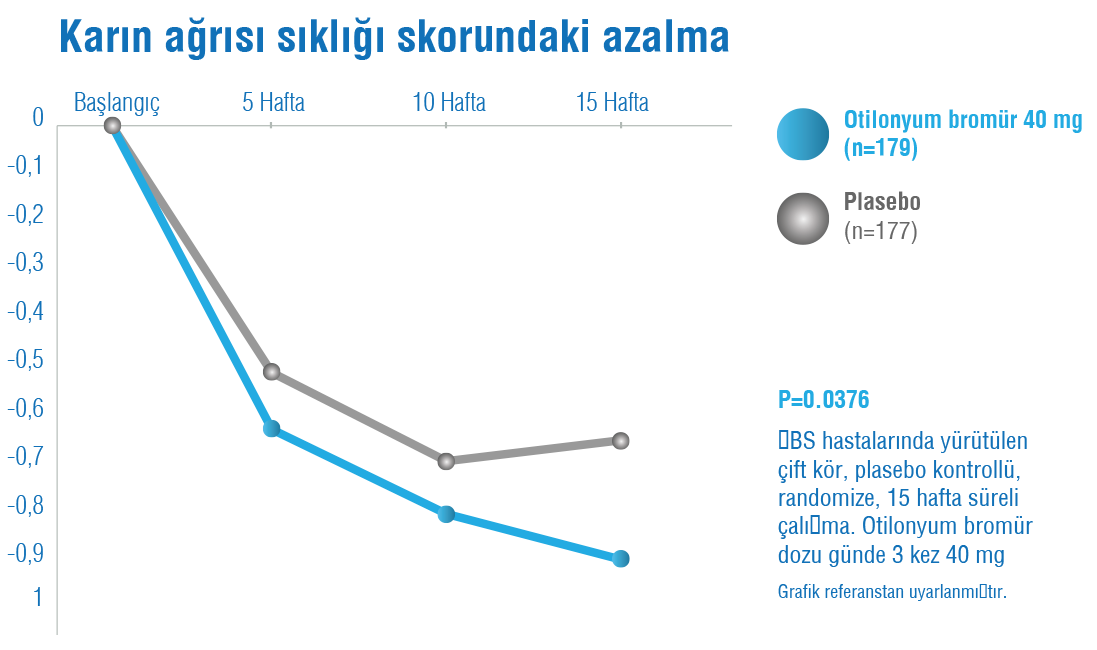 Karın ağrısı sıklığı skorundaki azalma
Başlangıç
5 Hafta
10 Hafta
15 Hafta
0
-0,1
-0,2
-0,3
-0,4
-0,5
-0,6
-0,7
-0,8
-0,9
1
Otilonyum bromür 40 mg
(n=179)
Plasebo
(n=177)
P=0.0376
▯BS hastalarında yürütülen
çift kör, plasebo kontrollü,
randomize, 15 hafta süreli
çalı▯ma. Otilonyum bromür
dozu günde 3 kez 40 mg
Grafik referanstan uyarlanmı▯tır.